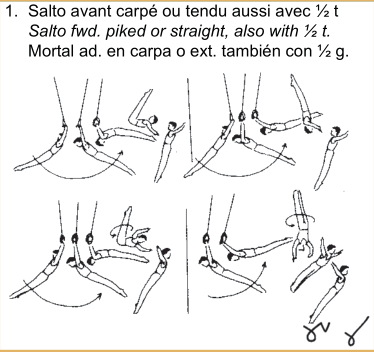 1. Salto avant carpé ou tendu aussi avec ½ t
Salto fwd. piked or straight, also with ½ t.
Mortal ad. en carpa o ext. también con ½ g.